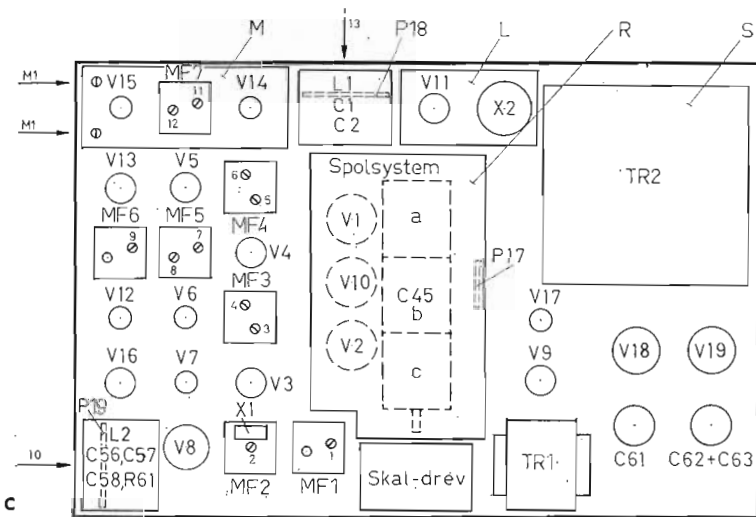 13
M
P18
L
R
S
M1
V15
MF7
11
12
V14
L1
C1
C2
V11
X2
M1
TR2
V13
V5
6
5
Spolsystem
a
V1
MF6
9
MF5
7
8
MF4
V4
P17
V10
C45
b
MF3
4
3
V12
V6
V17
V2
c
V18
V19
V16
V7
V3
V9
P19
X1
L2
C56,C57
C58,R61
V8
2
MF2
1
MF1
Skal-drev
TR1
C61
C62+C63
10
C